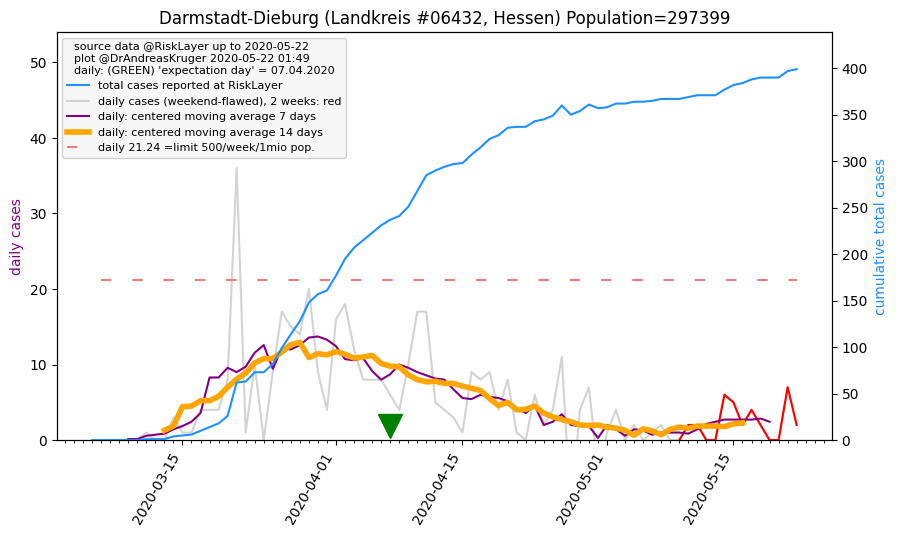 Darmstadt-Dieburg (Landkreis #06432, Hessen) Population=297399
source data @RiskLayer up to 2020-05-22
plot @DrAndreasKruger 2020-05-22 01:49
daily: (GREEN) 'expectation day' = 07.04.2020
total cases reported at RiskLayer
daily cases (weekend-flawed), 2 weeks: red
daily: centered moving average 7 days
daily: centered moving average 14 days
daily 21.24 =limit 500/week/1mio pop.
daily cases
50
40
30
20
10
0
cumulative total cases
400
350
300
250
200
150
100
50
0
2020-03-15
2020-04-01
2020-04-15
2020-05-01
2020-05-15